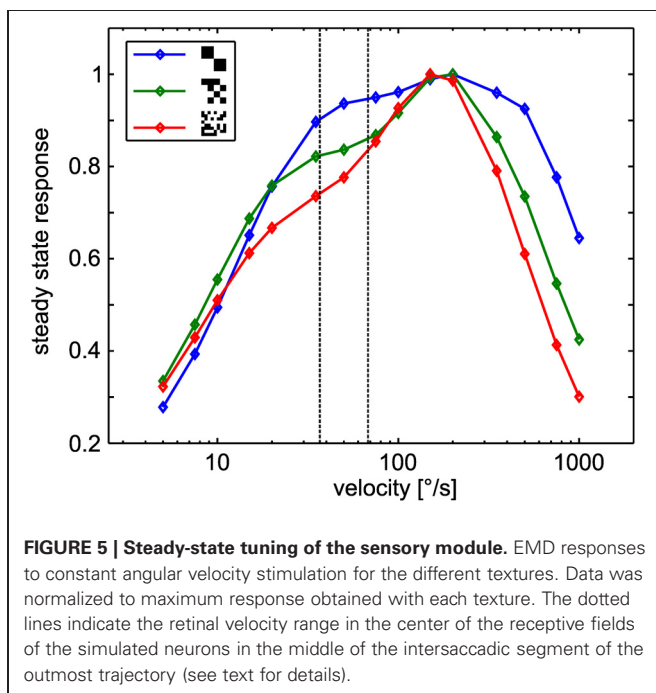 1
0.8
0.6
0.4
0.2
steady state response
10
100
1000
velocity [°/s]
FIGURE 5 | Steady-state tuning of the sensory module. EMD responses
to constant angular velocity stimulation for the different textures. Data was
normalized to maximum response obtained with each texture. The dotted
lines indicate the retinal velocity range in the center of the receptive fields
of the simulated neurons in the middle of the intersaccadic segment of the
outmost trajectory (see text for details).